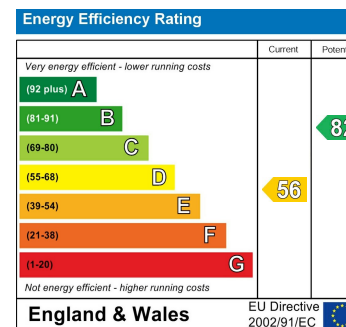 Energy Efficiency Rating
Current
Very energy efficient - lower running costs
(92 plus) A
(81-91) B
(69-80) C
(55-68) D
56
(39-54) E
(21-38) F
(1-20) G
Not energy efficient - higher running costs
England & Wales
EU Directive
2002/91/EC